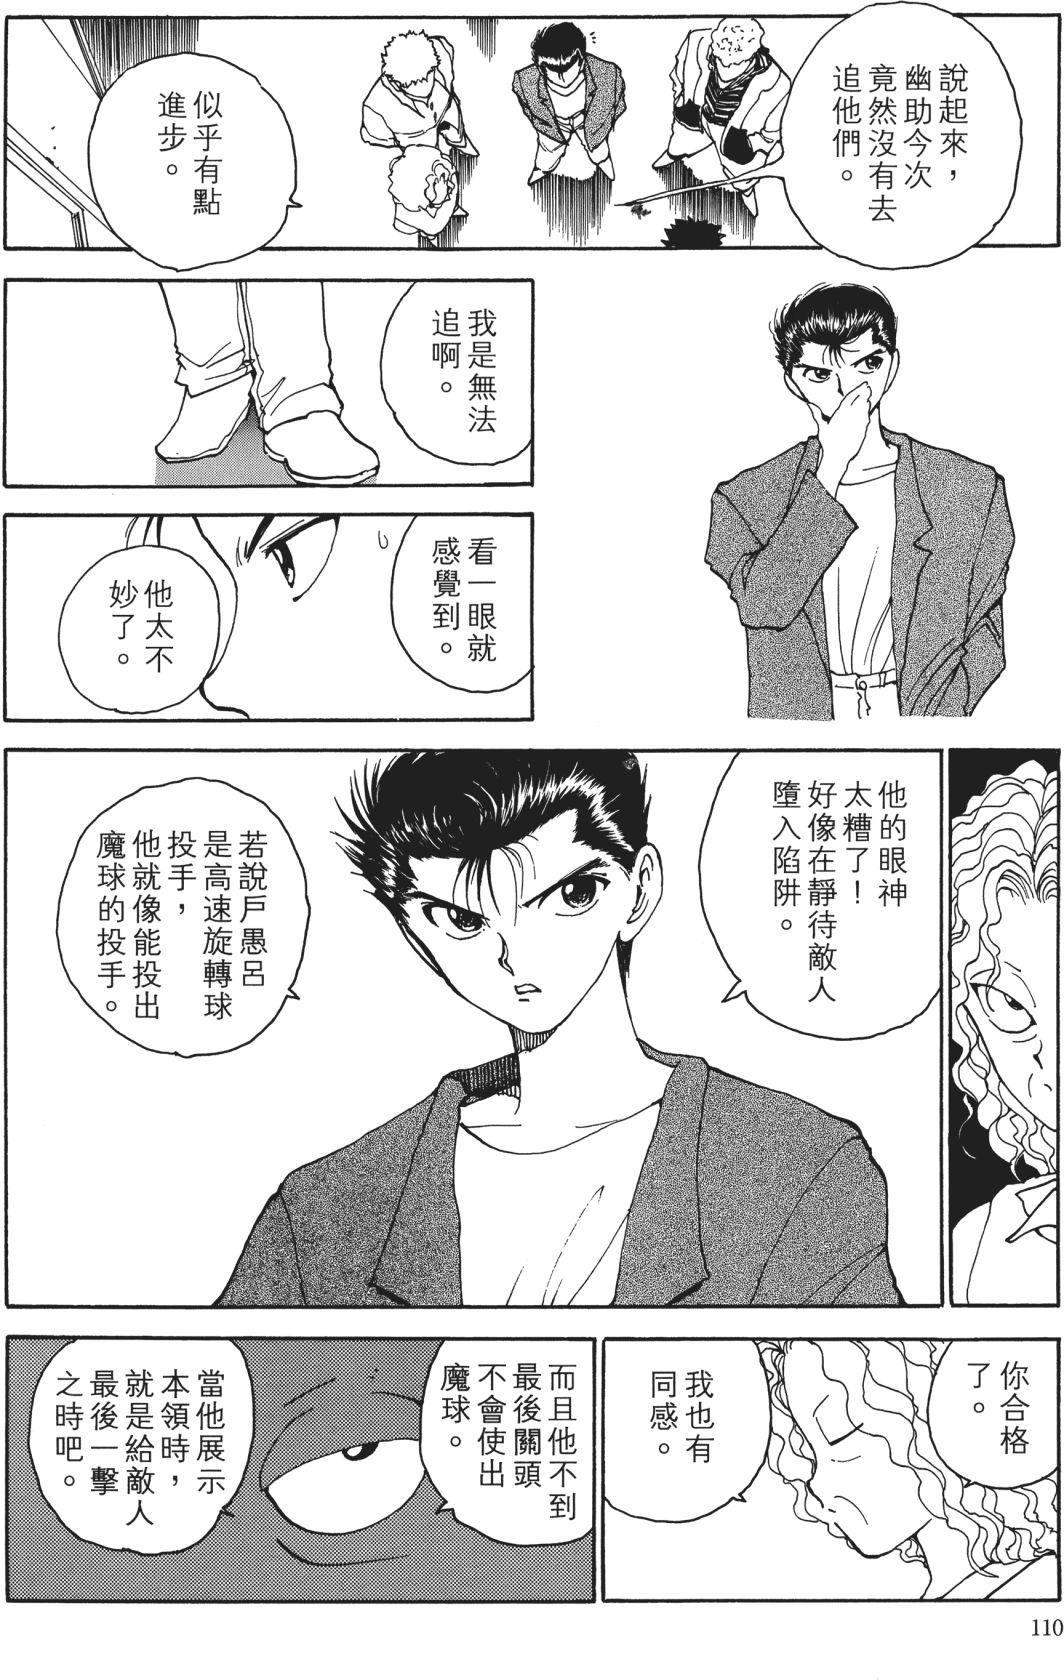 說起來，
幽助今次
竟然沒有去
追他們。
似乎有點
進步。
我是無法
追啊。
看一眼就
感覺到。
他太不
妙了。
他的眼神
太糟了！
好像在靜待敵人
墮入陷阱。
若說戶愚呂
是高速旋轉球
投手，
他就像能投出
魔球的投手。
你合格
了。
我也有
同感。
而且他不到
最後關頭
不會使出
魔球。
當他展示
本領時，
就是給敵人
最後一擊
之時吧。
110